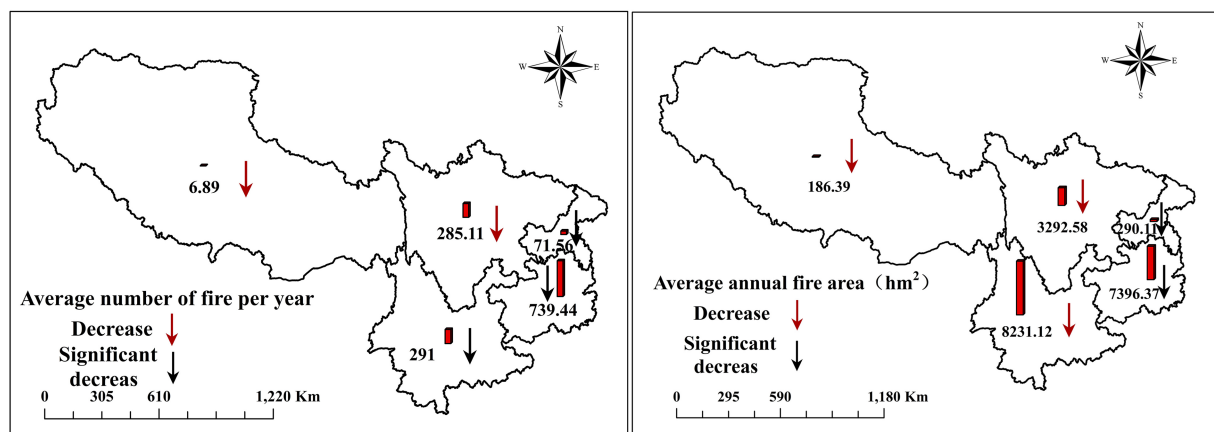 N
W E
S
6.89
285.11
71.56
739.44
291
Average number of fire per year
Decrease
Significant
decreas
0 305 610 1,220 Km
N
W E
S
186.39
3292.58
290.11
7396.37
8231.12
Average annual fire area（hm²）
Decrease
Significant
decreas
0 295 590 1,180 Km